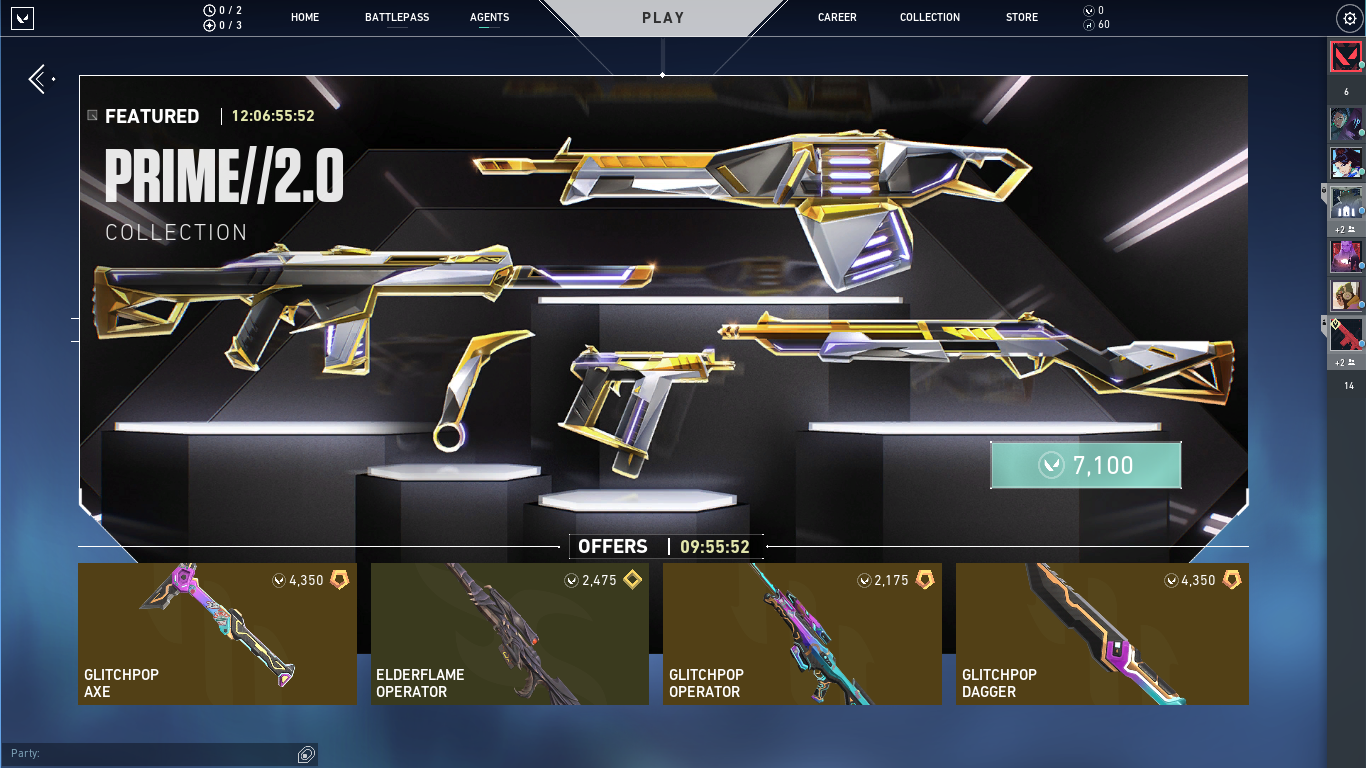 0 / 2
0 / 3
HOME
BATTLEPASS
AGENTS
PLAY
CAREER
COLLECTION
STORE
0
60
FEATURED 12:06:55:52
PRIME//2.0
COLLECTION
6
+2
+2
14
7,100
OFFERS 09:55:52
4,350
GLITCHPOP
AXE
2,475
ELDERFLAME
OPERATOR
2,175
GLITCHPOP
OPERATOR
4,350
GLITCHPOP
DAGGER
Party: